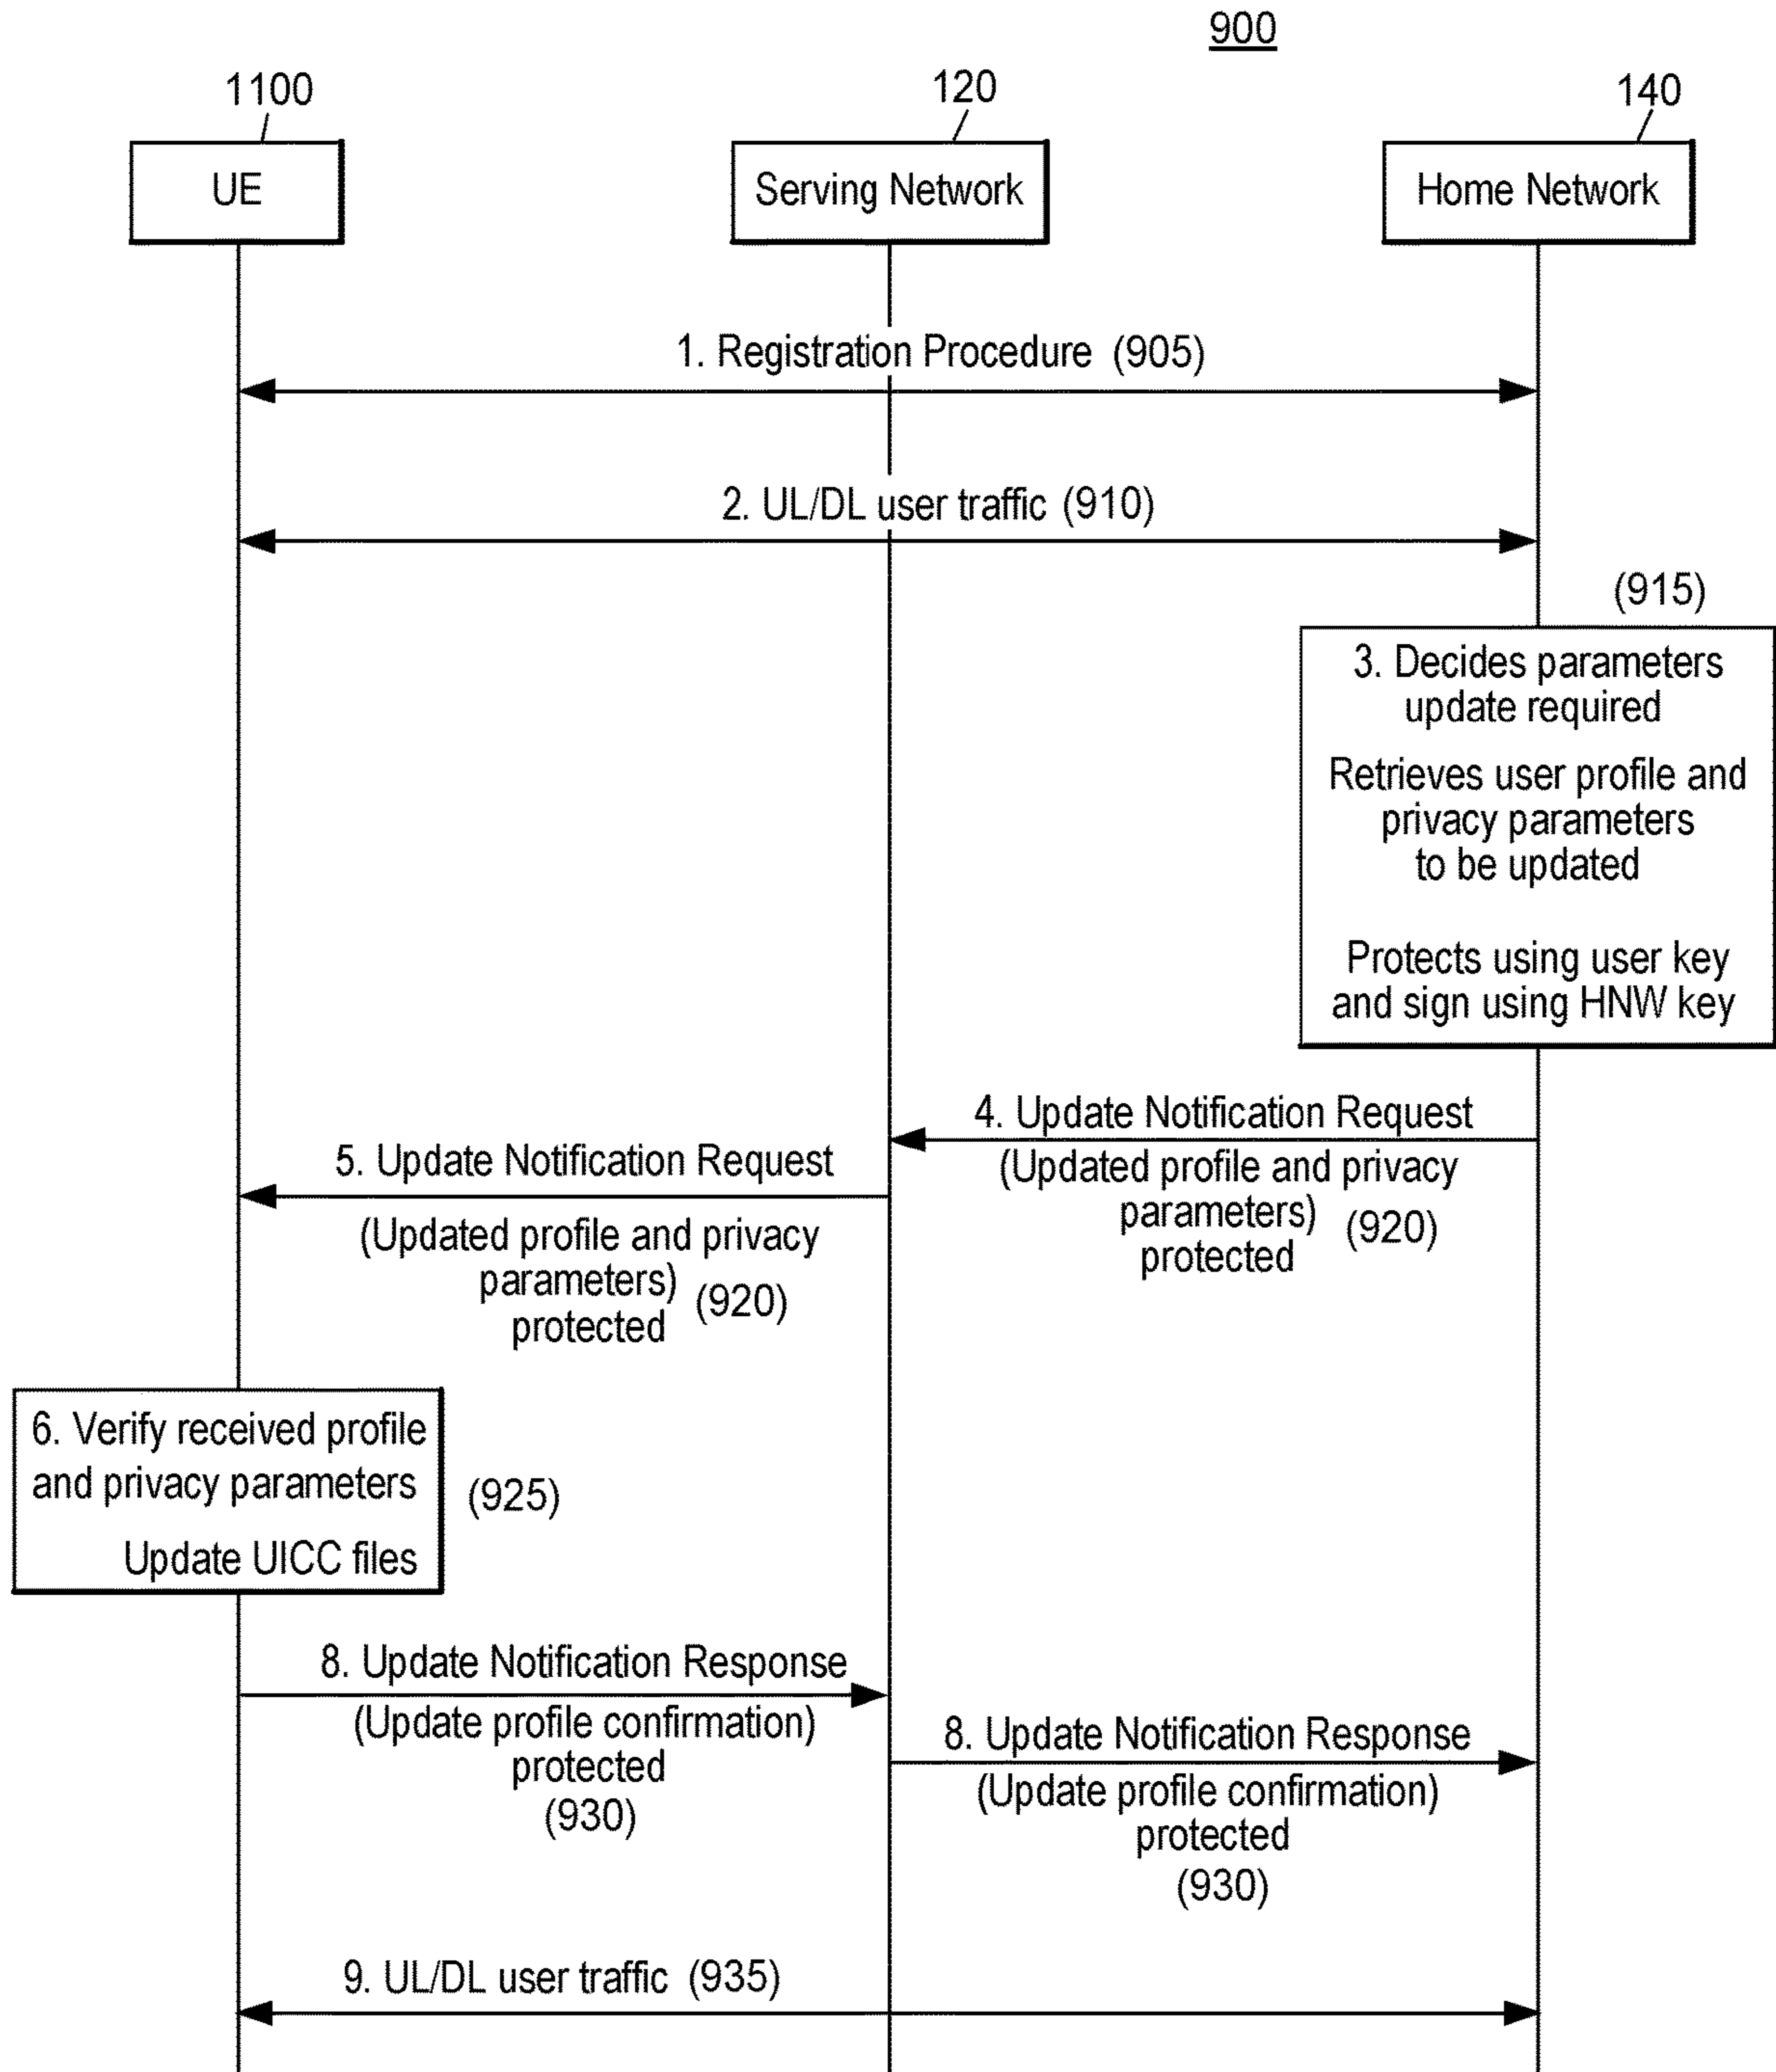 900
1100
120
140
UE
Serving Network
Home Network
1. Registration Procedure (905)
2. UL/DL user traffic (910)
(915)
3. Decides parameters
update required
Retrieves user profile and
privacy parameters
to be updated
Protects using user key
and sign using HNW key
4. Update Notification Request
(Updated profile and privacy
parameters) (920)
protected
5. Update Notification Request
(Updated profile and privacy
parameters) (920)
protected
6. Verify received profile
and privacy parameters
Update UICC files
(925)
8. Update Notification Response
(Update profile confirmation)
protected
(930)
8. Update Notification Response
(Update profile confirmation)
protected
(930)
9. UL/DL user traffic (935)